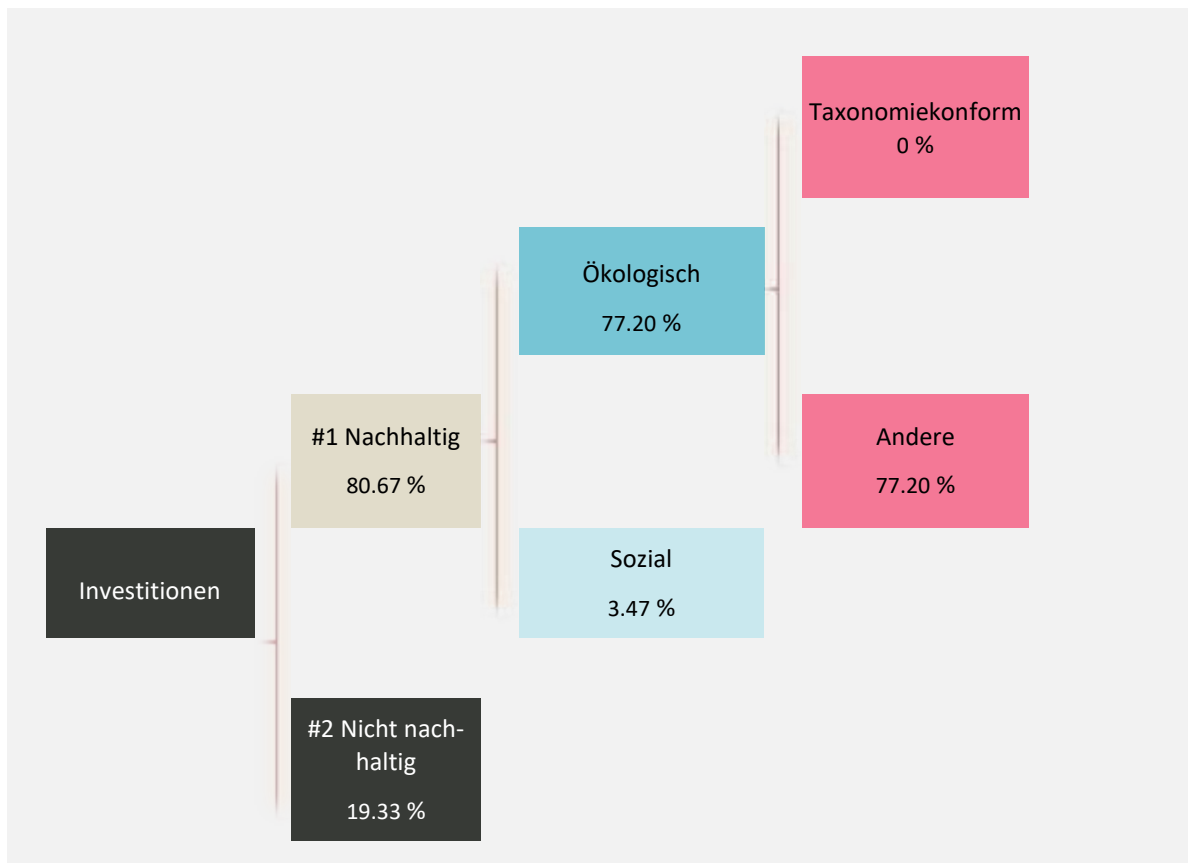 Taxonomiekonform
0 %
Ökologisch
77.20 %
#1 Nachhaltig
80.67 %
Andere
77.20 %
Investitionen
Sozial
3.47 %
#2 Nicht nach-
haltig
19.33 %